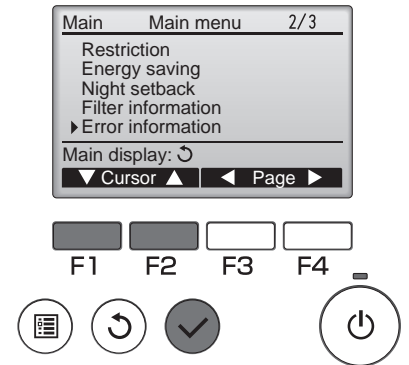 Main Main menu 2/3
Restriction
Energy saving
Night setback
Filter information
Error information
Main display:
Cursor Page
F1 F2 F3 F4